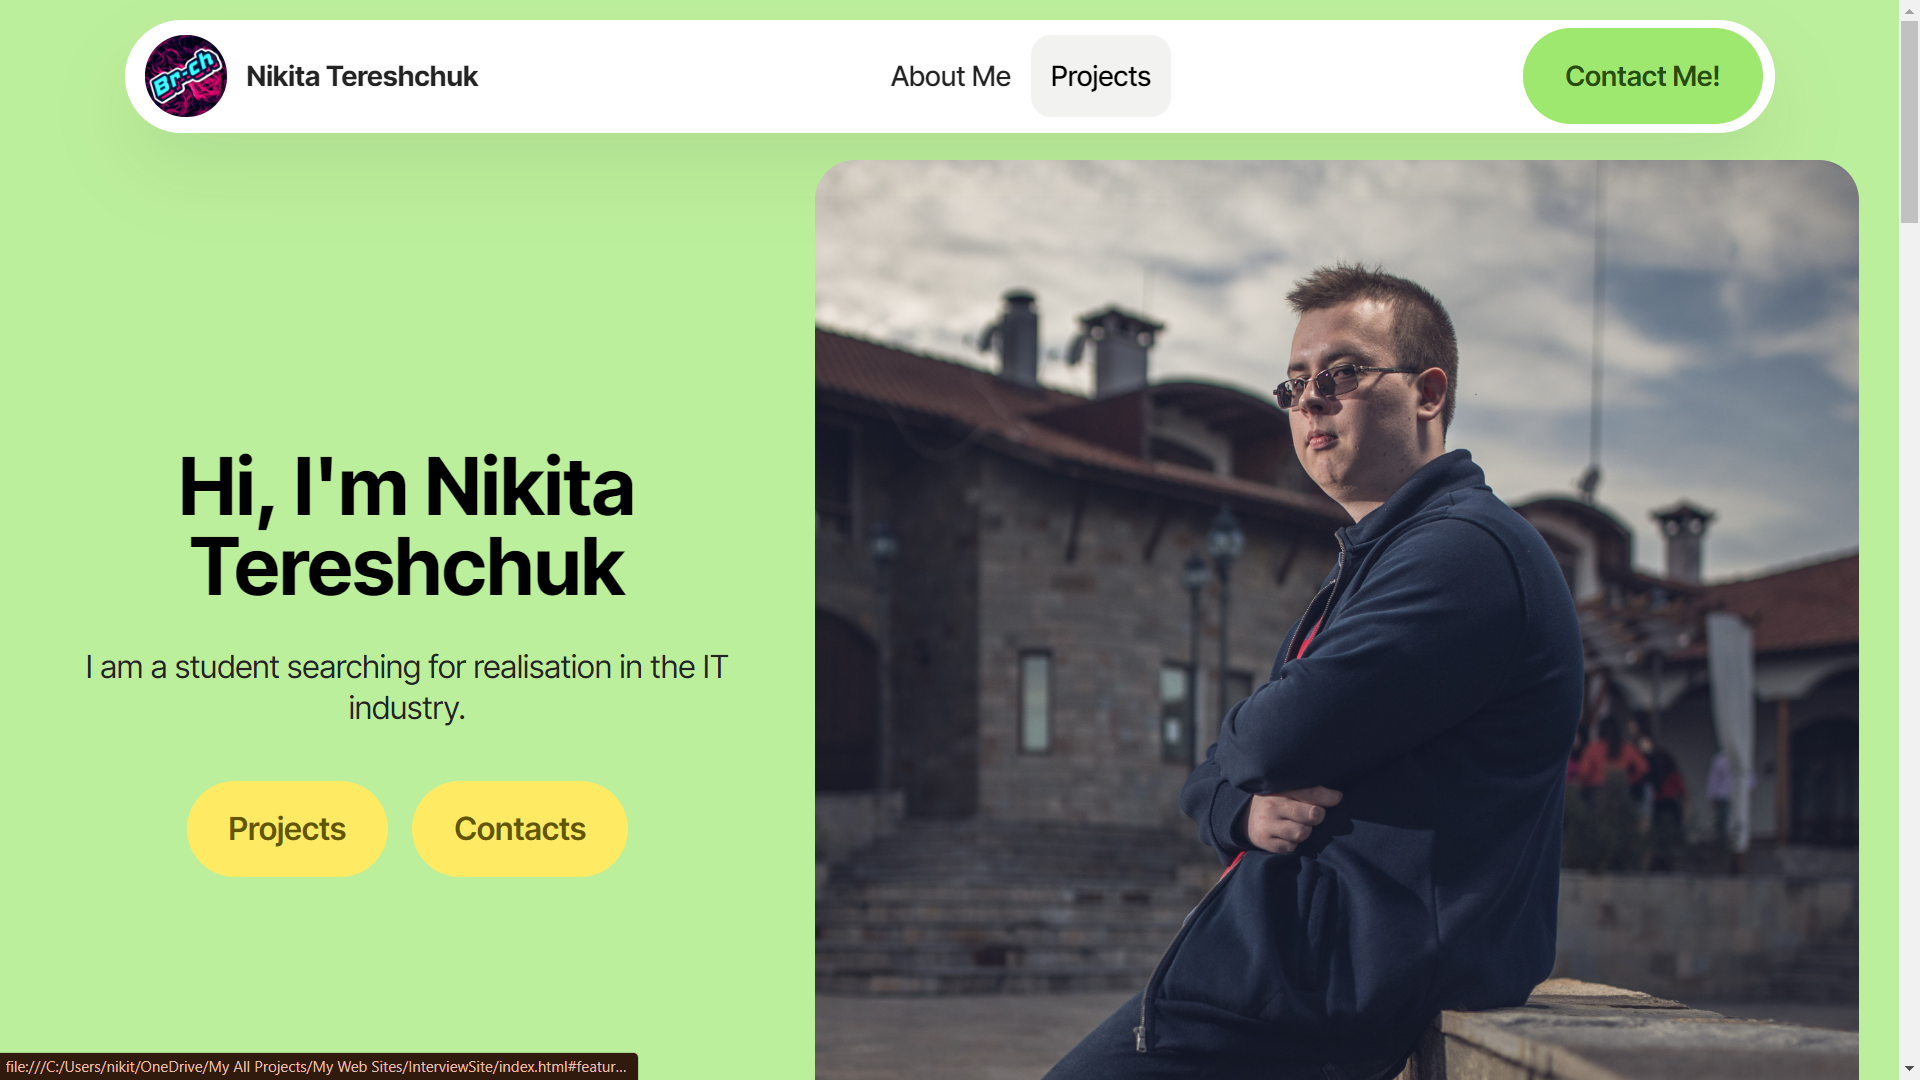 Br-ch
Nikita Tereshchuk
About Me
Projects
Contact Me!
Hi, I'm Nikita
Tereshchuk
I am a student searching for realisation in the IT
industry.
Projects
Contacts
file:///C:/Users/nikit/OneDrive/My All Projects/My Web Sites/InterviewSite/index.html#featur...